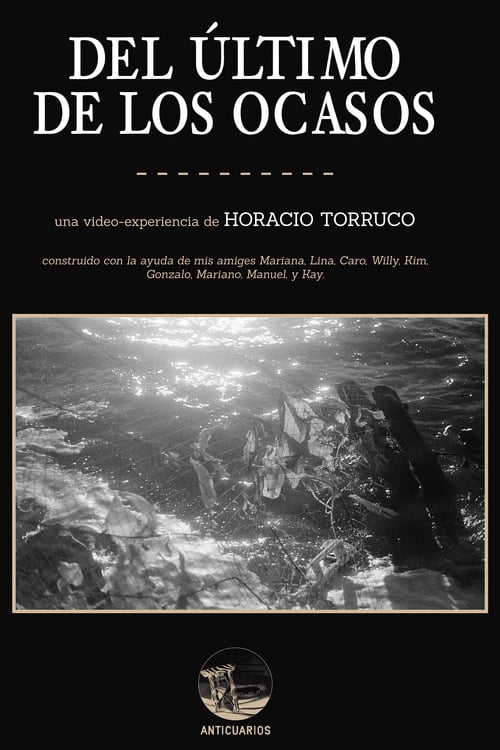 DEL ÚLTIMO
DE LOS OCASOS
una video-experiencia de HORACIO TORRUCO
construido con la ayuda de mis amiges Mariana, Lina, Caro, Willy, Kim,
Gonzalo, Mariano, Manuel, y Kay.
ANTICUARIOS